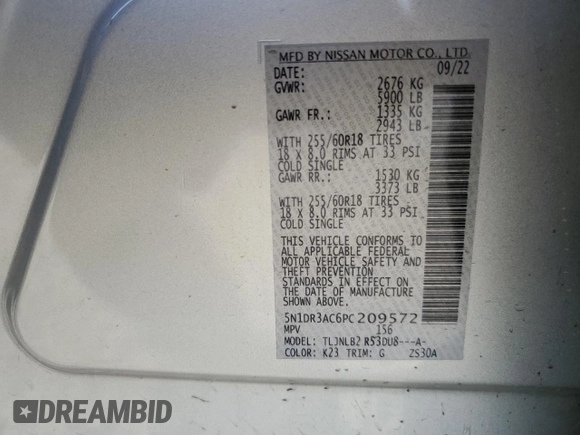 MFD BY NISSAN MOTOR CO., LTD.
DATE: 09/22
GVWR: 2676 KG
5900 LB
GAWR FR.: 1335 KG
2943 LB
WITH 255/60R18 TIRES
18 X 8.0 RIMS AT 33 PSI
COLD SINGLE
GAWR RR.: 1530 KG
3373 LB
WITH 255/60R18 TIRES
18 X 8.0 RIMS AT 33 PSI
COLD SINGLE
THIS VEHICLE CONFORMS TO
ALL APPLICABLE FEDERAL
MOTOR VEHICLE SAFETY AND
THEFT PREVENTION
STANDARDS IN EFFECT ON
THE DATE OF MANUFACTURE
SHOWN ABOVE.
5N1DR3AC6PC209572
MPV 156
MODEL: TLJNLB2 R53DU8---A-
COLOR: K23 TRIM: G ZS30A
DREAMBID